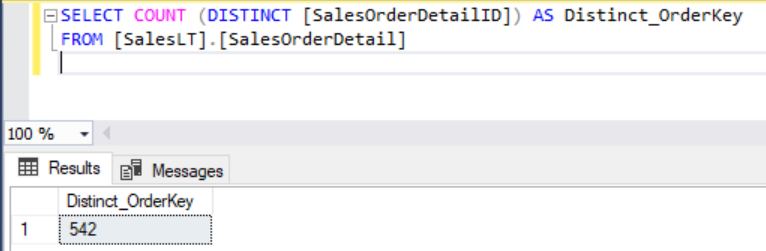 SELECT COUNT (DISTINCT [SalesOrderDetailID]) AS Distinct_OrderKey
FROM [SalesLT].[SalesOrderDetail]
100 %
Results Messages
Distinct_OrderKey
1 542